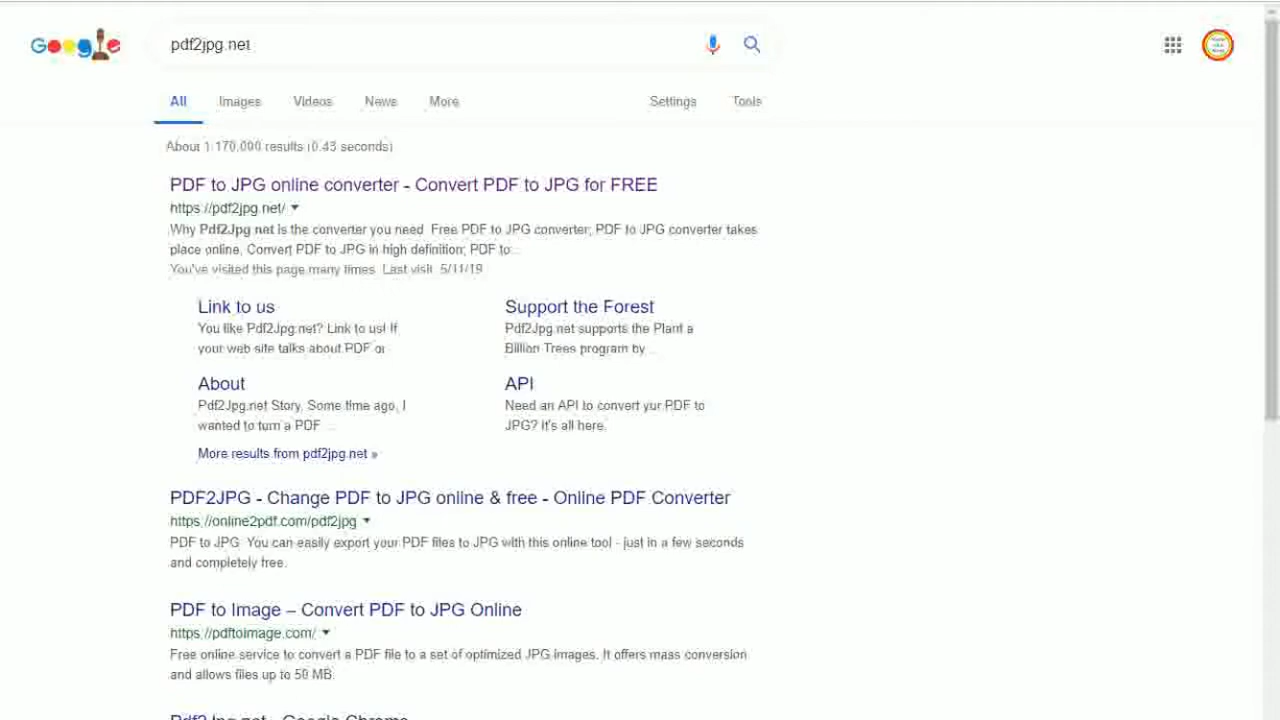 Google
pdf2jpg.net
All Images Videos News More Settings Tools
About 1,170,000 results (0.43 seconds)
PDF to JPG online converter - Convert PDF to JPG for FREE
https://pdf2jpg.net/
Why Pdf2Jpg net is the converter you need Free PDF to JPG converter; PDF to JPG converter takes
place online, Convert PDF to JPG in high definition; PDF to ...
You've visited this page many times. Last visit: 5/11/19
Link to us
You like Pdf2Jpg.net? Link to us! If
your web site talks about PDF or
Support the Forest
Pdf2Jpg.net supports the Plant a
Billion Trees program by ...
About
Pdf2Jpg.net Story, Some time ago, I
wanted to turn a PDF ...
API
Need an API to convert yur PDF to
JPG? It's all here.
More results from pdf2jpg.net »
PDF2JPG - Change PDF to JPG online & free - Online PDF Converter
https://online2pdf.com/pdf2jpg
PDF to JPG You can easily export your PDF files to JPG with this online tool - just in a few seconds
and completely free.
PDF to Image – Convert PDF to JPG Online
https://pdftoimage.com/
Free online service to convert a PDF file to a set of optimized JPG images. It offers mass conversion
and allows files up to 50 MB.
Pdf2Jpg.net - Google Chrome